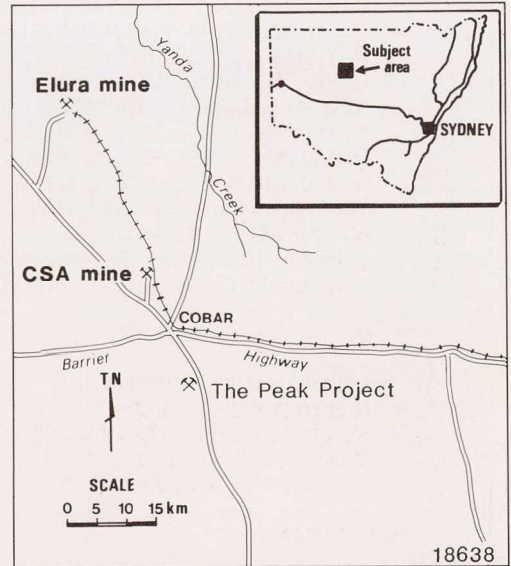 Yanda
Creek
Elura mine
Subject
area
SYDNEY
CSA mine
COBAR
Barrier
Highway
TN
The Peak Project
SCALE
0 5 10 15 km
18638